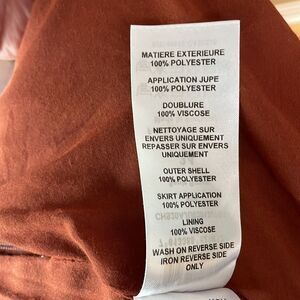 MATIERE EXTERIEURE
100% POLYESTER
APPLICATION JUPE
100% POLYESTER
DOUBLURE
100% VISCOSE
NETTOYAGE SUR
ENVERS UNIQUEMENT
REPASSER SUR ENVERS
UNIQUEMENT
OUTER SHELL
100% POLYESTER
SKIRT APPLICATION
100% POLYESTER
LINING
100% VISCOSE
WASH ON REVERSE SIDE
IRON REVERSE SIDE
ONLY